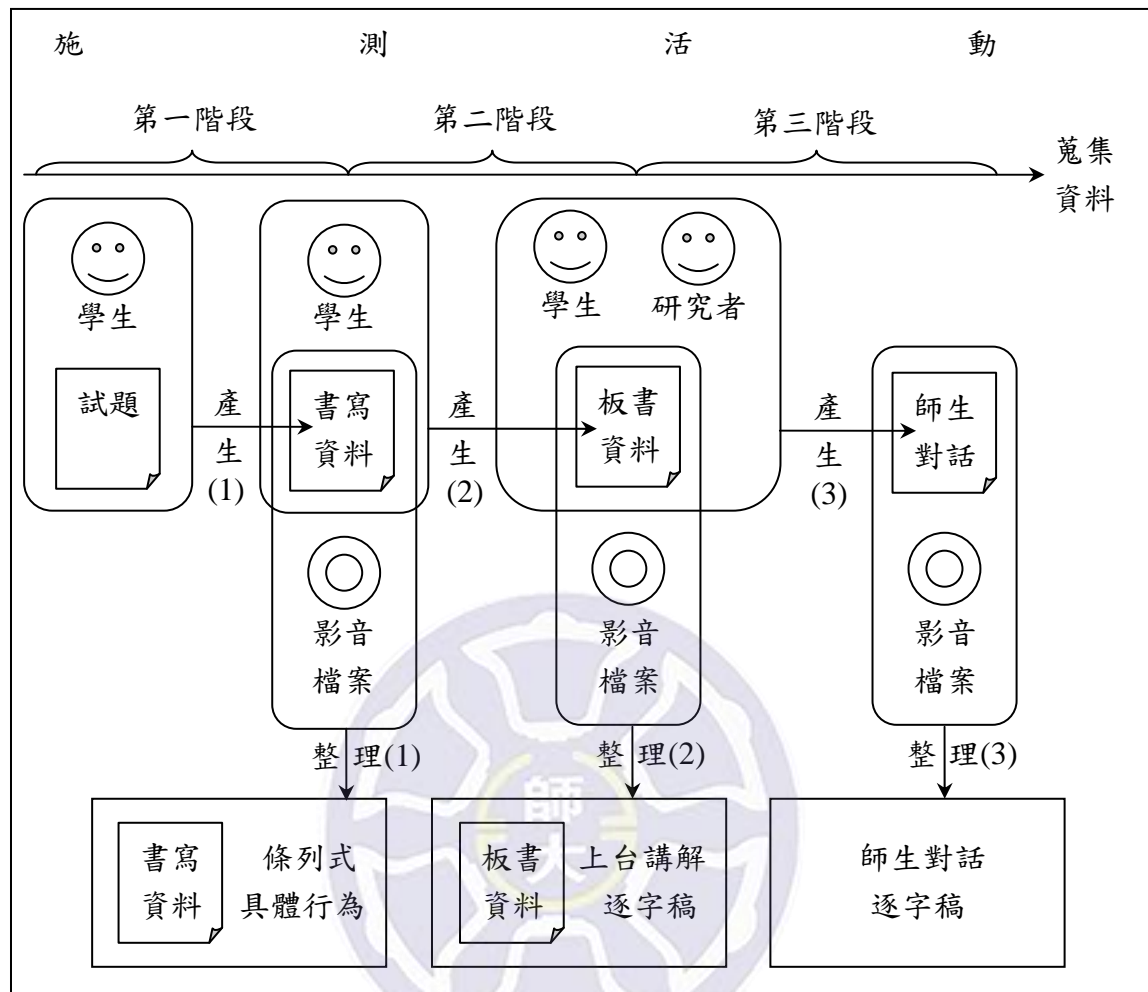 施 測 活 動
第一階段 第二階段 第三階段
蒐集
資料
學生 學生 學生 研究者
試題 產 書寫 產 板書 產 師生
生 資料 生 資料 生 對話
(1) (2) (3)
影音 影音 影音
檔案 檔案 檔案
整理(1) 整理(2) 整理(3)
書寫 條列式 板書 上台講解 師生對話
資料 具體行為 資料 逐字稿 逐字稿
師大